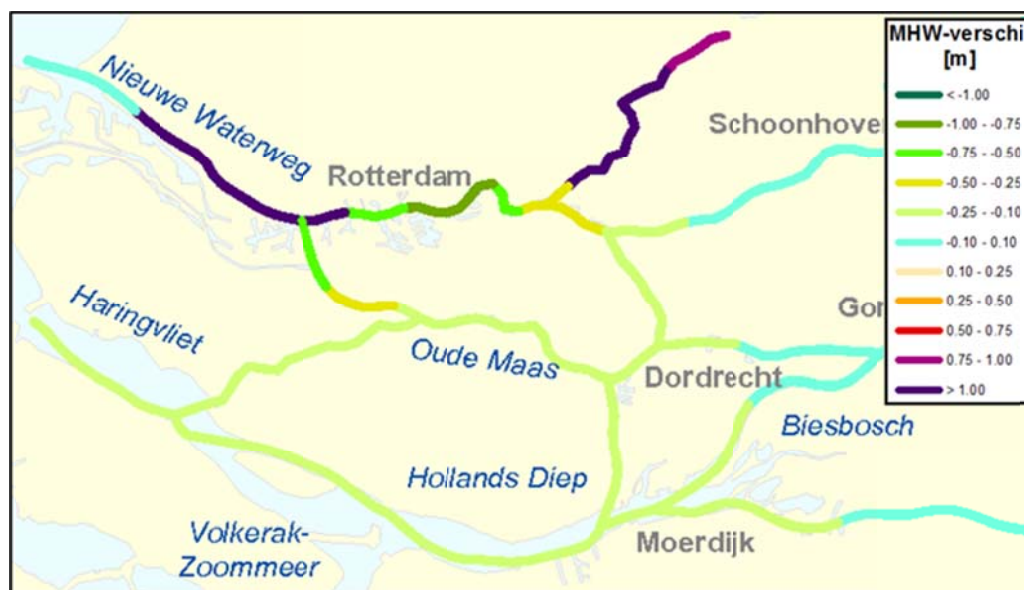 MHW-verschi
[m]
< -1.00
-1.00 - -0.75
-0.75 - -0.50
-0.50 - -0.25
-0.25 - -0.10
-0.10 - 0.10
0.10 - 0.25
0.25 - 0.50
0.50 - 0.75
0.75 - 1.00
> 1.00
Nieuwe Waterweg
Schoonhove
Rotterdam
Haringvliet
Gor
Oude Maas
Dordrecht
Biesbosch
Hollands Diep
Moerdijk
Volkerak-
Zoommeer